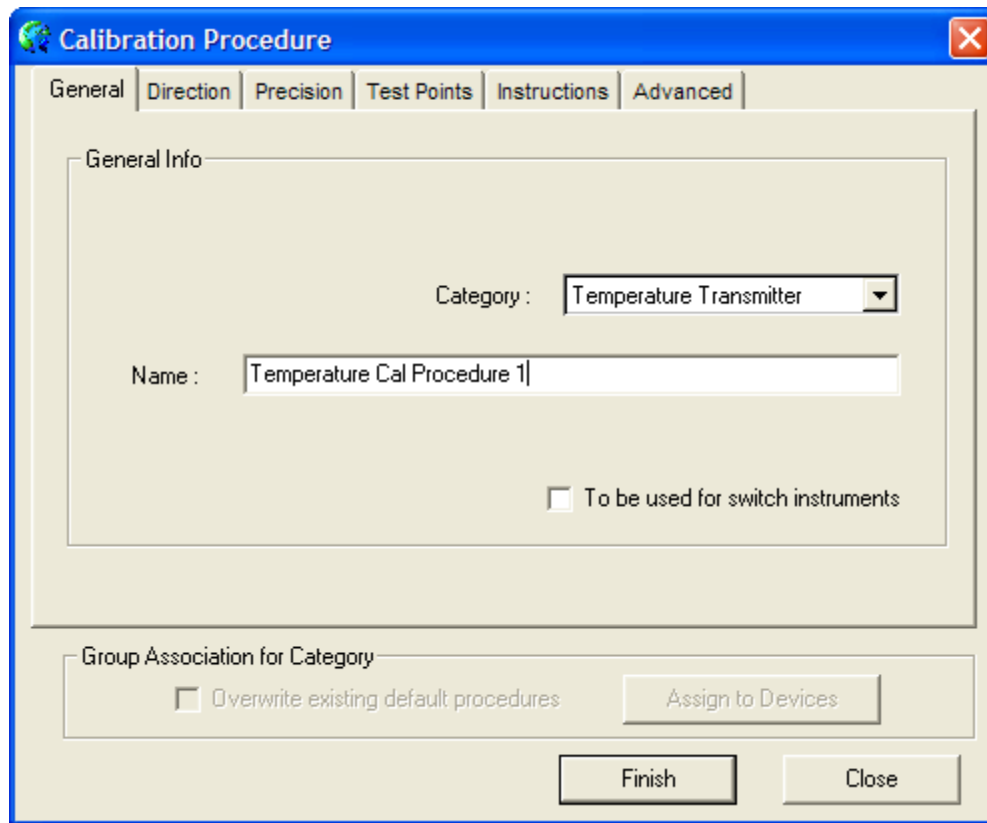 Calibration Procedure
General Direction Precision Test Points Instructions Advanced
General Info
Category : Temperature Transmitter
Name : Temperature Cal Procedure 1
To be used for switch instruments
Group Association for Category
Overwrite existing default procedures Assign to Devices
Finish Close